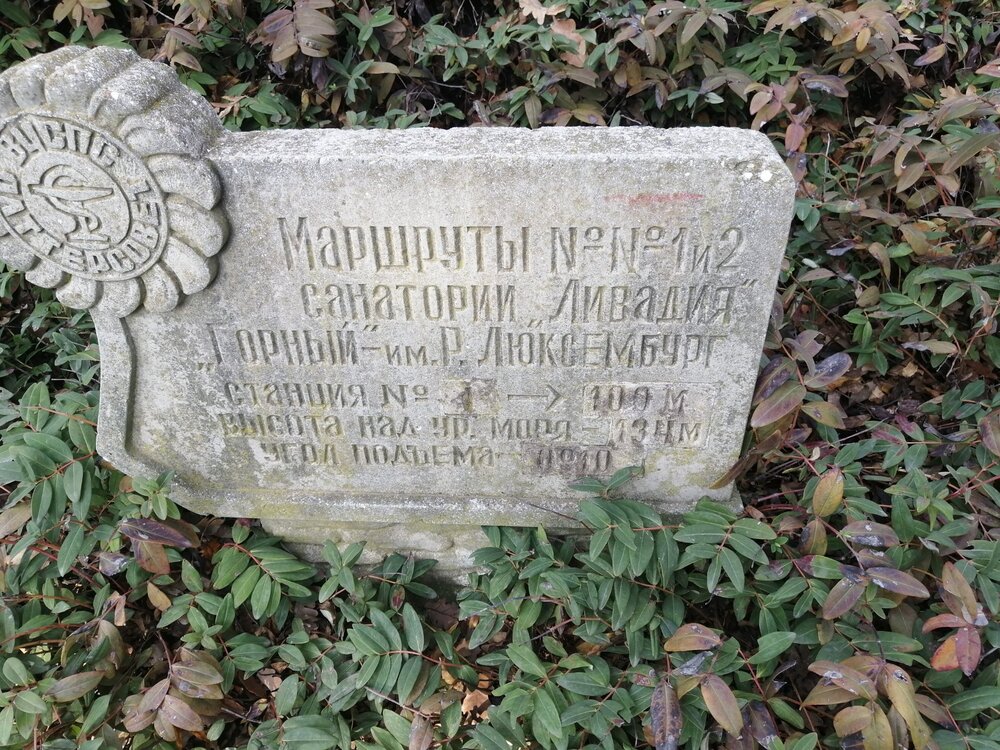 ВЦСПС
Маршруты №№ 1 и 2
санатории „Ливадия"
„Горный"- им. Р. Люксембург
станция № 1 → 100 м
высота над ур. моря - 134 м
угол подъема 0°10